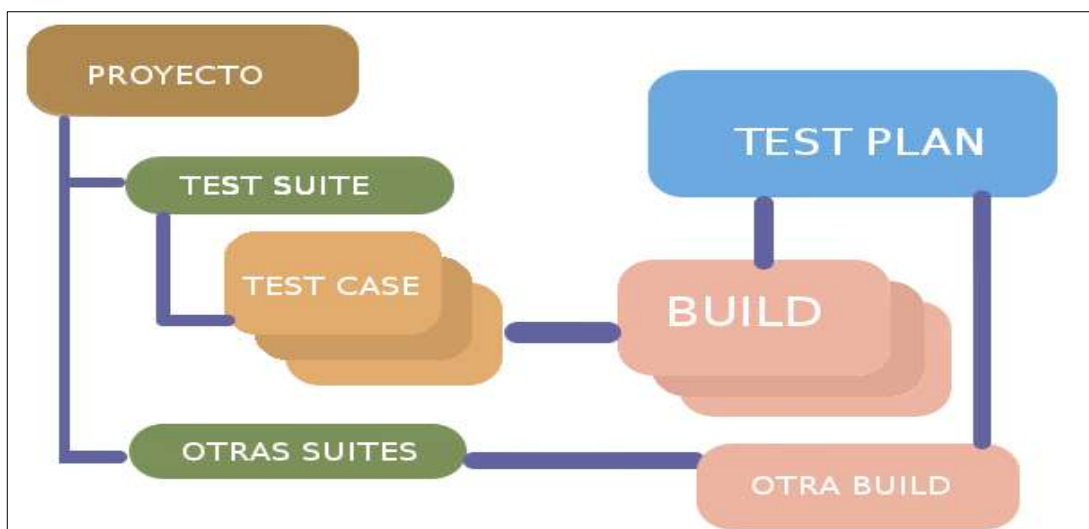 PROYECTO
TEST PLAN
TEST SUITE
TEST CASE
BUILD
OTRAS SUITES
OTRA BUILD